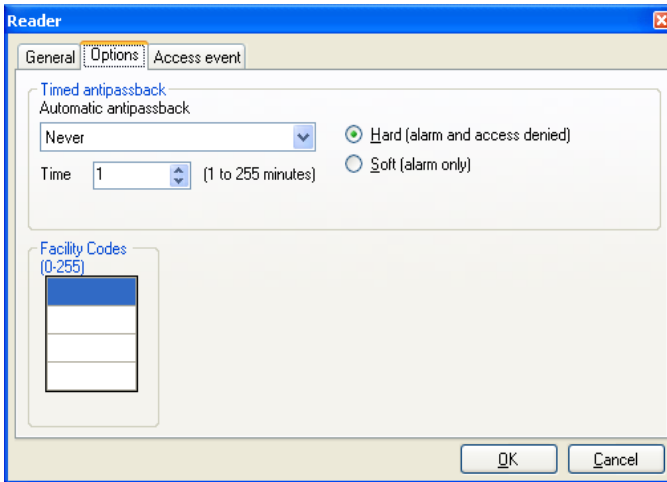 Reader
General Options Access event
Timed antipassback
Automatic antipassback
Never
Hard (alarm and access denied)
Time 1 (1 to 255 minutes)
Soft (alarm only)
Facility Codes
(0-255)
OK Cancel